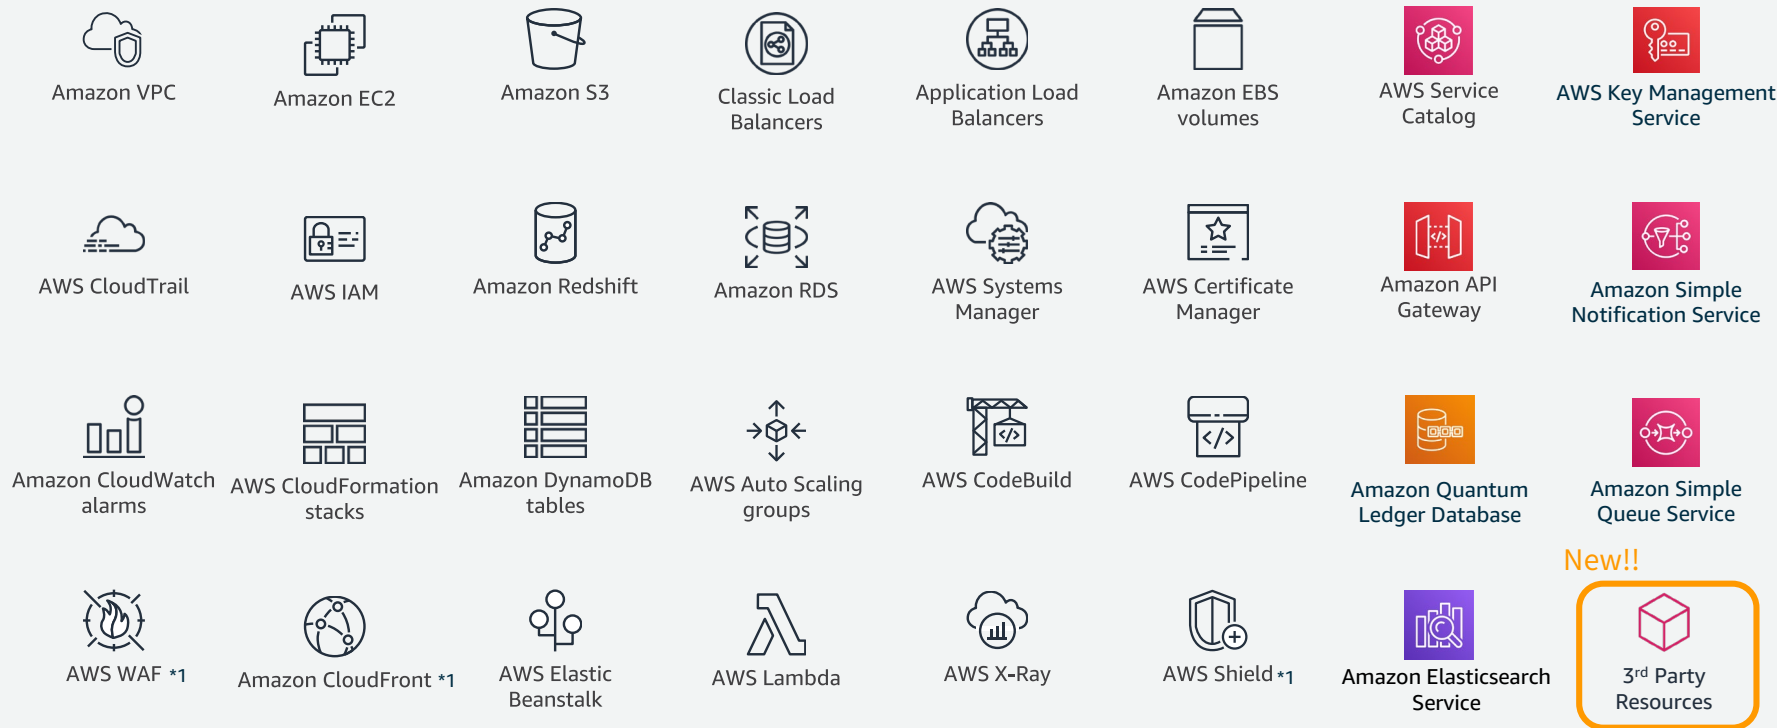 Amazon VPC
Amazon EC2
Amazon S3
Classic Load
Balancers
Application Load
Balancers
Amazon EBS
volumes
AWS Service
Catalog
AWS Key Management
Service
AWS CloudTrail
AWS IAM
Amazon Redshift
Amazon RDS
AWS Systems
Manager
AWS Certificate
Manager
Amazon API
Gateway
Amazon Simple
Notification Service
Amazon CloudWatch
alarms
AWS CloudFormation
stacks
Amazon DynamoDB
tables
AWS Auto Scaling
groups
AWS CodeBuild
AWS CodePipeline
Amazon Quantum
Ledger Database
Amazon Simple
Queue Service
AWS WAF *1
Amazon CloudFront *1
AWS Elastic
Beanstalk
AWS Lambda
AWS X-Ray
AWS Shield *1
Amazon Elasticsearch
Service
New!!
3rd Party
Resources